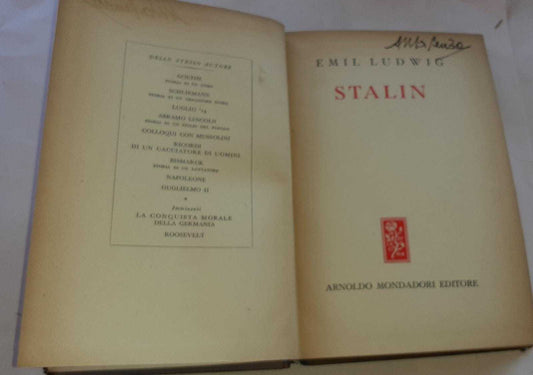 DELLO STESSO AUTORE
GOETHE
STORIA DI UN UOMO
SCHLIEMANN
STORIA DI UN CERCATORE D'ORO
LUGLIO '14
ABRAMO LINCOLN
STORIA DI UN FIGLIO DEL POPOLO
COLLOQUI CON MUSSOLINI
RICORDI
DI UN CACCIATORE DI UOMINI
BISMARCK
STORIA DI UN LOTTATORE
NAPOLEONE
GUGLIELMO II
*
Imminenti
LA CONQUISTA MORALE
DELLA GERMANIA
ROOSEVELT
EMIL LUDWIG
STALIN
ARNOLDO MONDADORI EDITORE